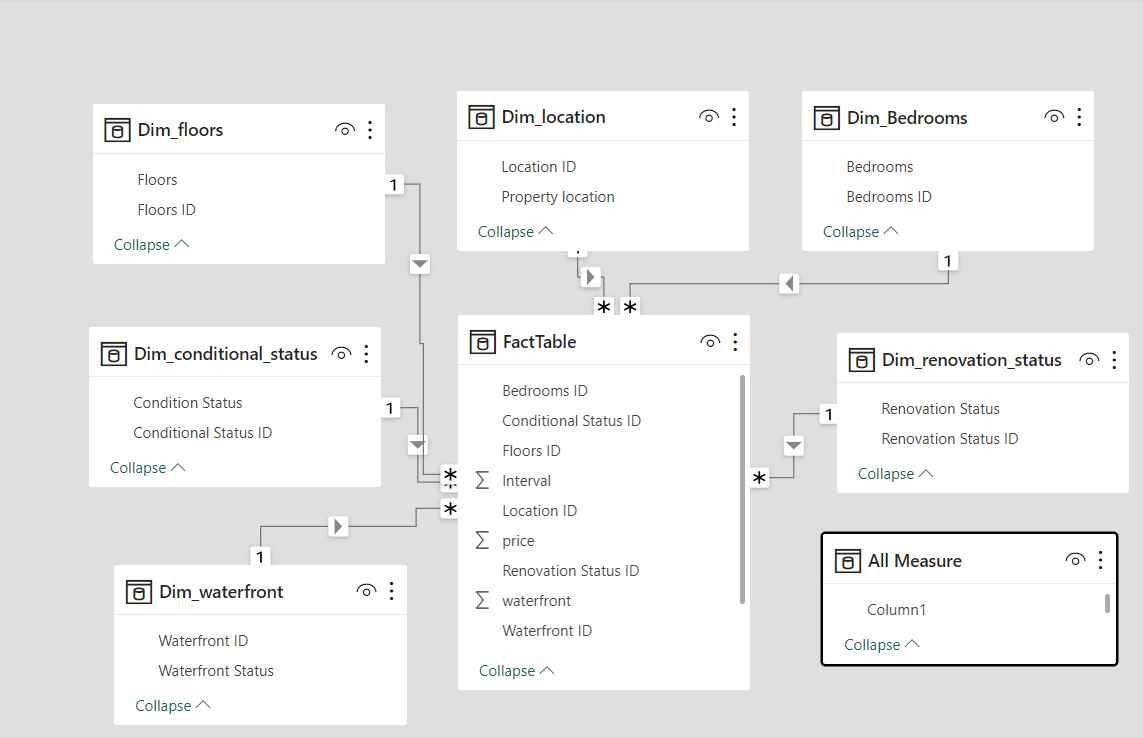 Dim_floors
Floors
Floors ID
Collapse
1
Dim_location
Location ID
Property location
Collapse
1
Dim_Bedrooms
Bedrooms
Bedrooms ID
Collapse
1
*
*
Dim_conditional_status
Condition Status
Conditional Status ID
Collapse
1
FactTable
Bedrooms ID
Conditional Status ID
Floors ID
Σ Interval
Location ID
Σ price
Renovation Status ID
Σ waterfront
Waterfront ID
Collapse
*
*
*
*
Dim_renovation_status
Renovation Status
Renovation Status ID
Collapse
1
1
Dim_waterfront
Waterfront ID
Waterfront Status
Collapse
All Measure
Column1
Collapse